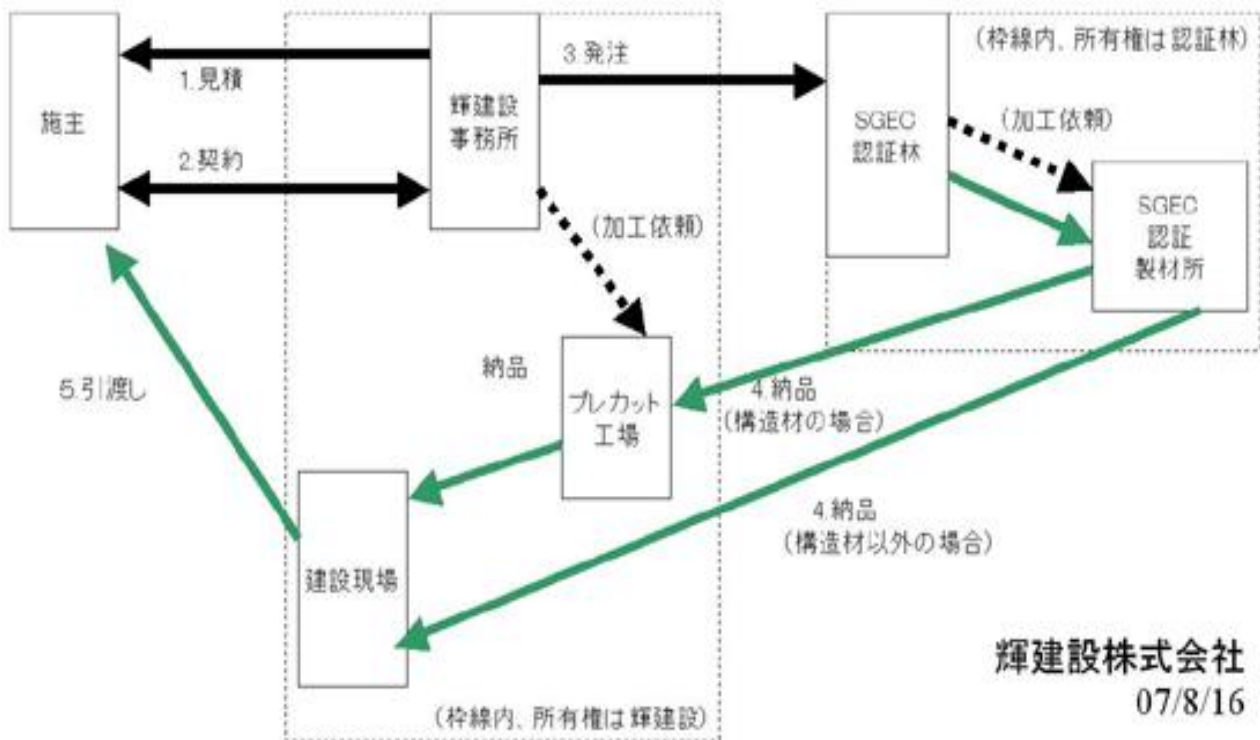 (枠線内、所有権は認証林)
3.発注
1.見積
施主
輝建設
事務所
SGEC
認証林
(加工依頼)
2.契約
SGEC
認証
製材所
(加工依頼)
納品
5.引渡し
プレカット
工場
4.納品
(構造材の場合)
4.納品
(構造材以外の場合)
建設現場
輝建設株式会社
07/8/16
(枠線内、所有権は輝建設)